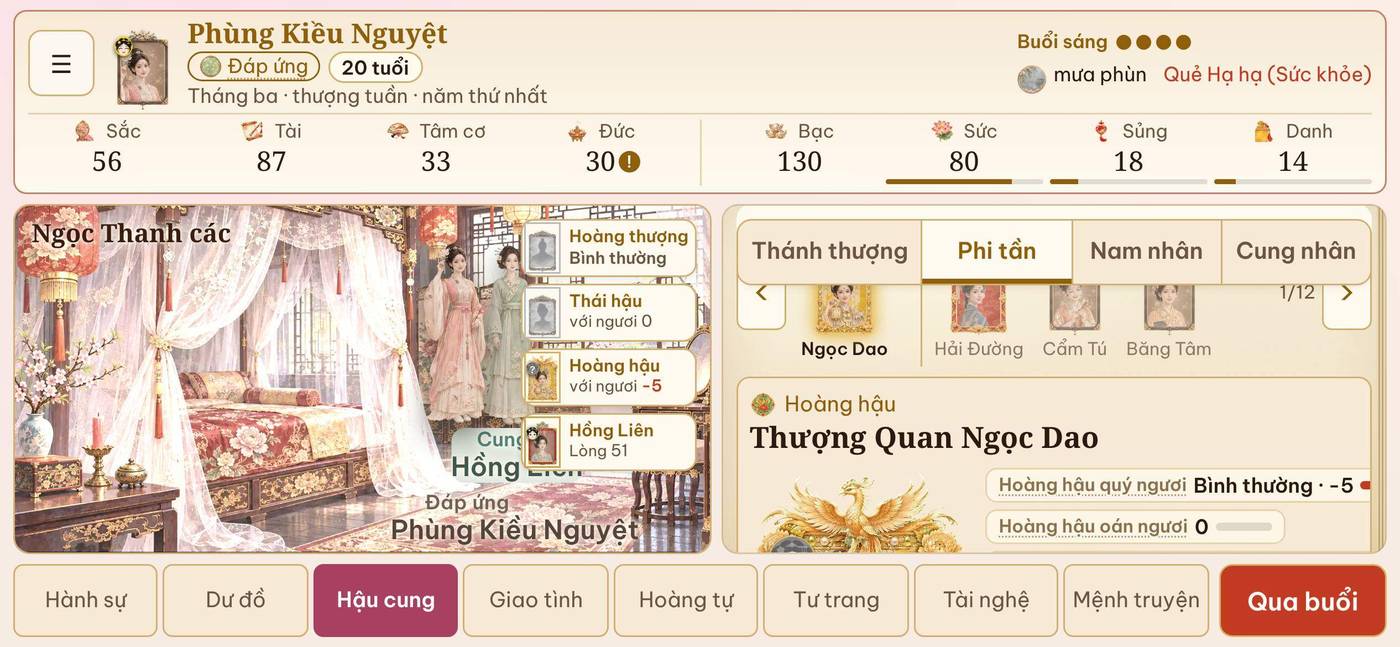 ☰
Phùng Kiều Nguyệt
Đáp ứng
20 tuổi
Tháng ba · thượng tuần · năm thứ nhất
Buổi sáng
mưa phùn Quẻ Hạ hạ (Sức khỏe)
Sắc
56
Tài
87
Tâm cơ
33
Đức
30 !
Bạc
130
Sức
80
Sủng
18
Danh
14
Ngọc Thanh các
Hoàng thượng
Bình thường
Thái hậu
với ngươi 0
Hoàng hậu
với ngươi -5
Hồng Liên
Lòng 51
Cung
Hồng Liên
Đáp ứng
Phùng Kiều Nguyệt
Thánh thượng
Phi tần
Nam nhân
Cung nhân
<
Ngọc Dao
Hải Đường
Cẩm Tú
Băng Tâm
1/12
>
Hoàng hậu
Thượng Quan Ngọc Dao
Hoàng hậu quý ngươi Bình thường · -5
Hoàng hậu oán ngươi 0
Hành sự
Dư đồ
Hậu cung
Giao tình
Hoàng tự
Tư trang
Tài nghệ
Mệnh truyện
Qua buổi